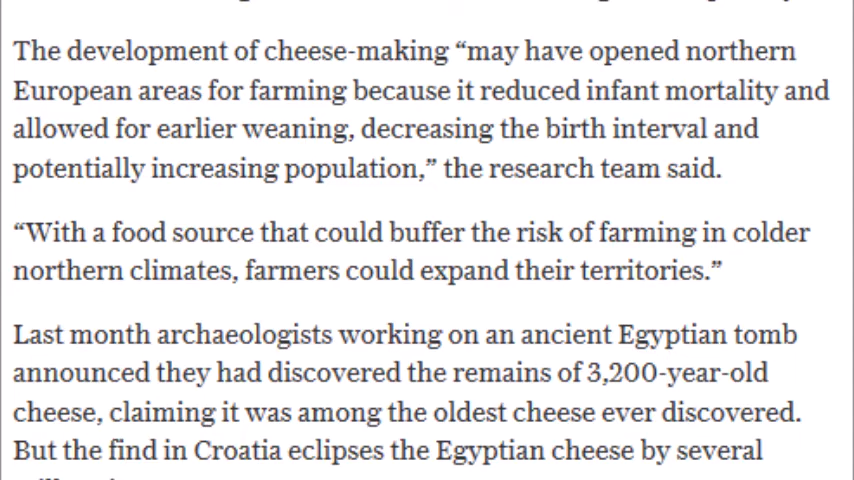 The development of cheese-making “may have opened northern
European areas for farming because it reduced infant mortality and
allowed for earlier weaning, decreasing the birth interval and
potentially increasing population,” the research team said.
“With a food source that could buffer the risk of farming in colder
northern climates, farmers could expand their territories.”
Last month archaeologists working on an ancient Egyptian tomb
announced they had discovered the remains of 3,200-year-old
cheese, claiming it was among the oldest cheese ever discovered.
But the find in Croatia eclipses the Egyptian cheese by several